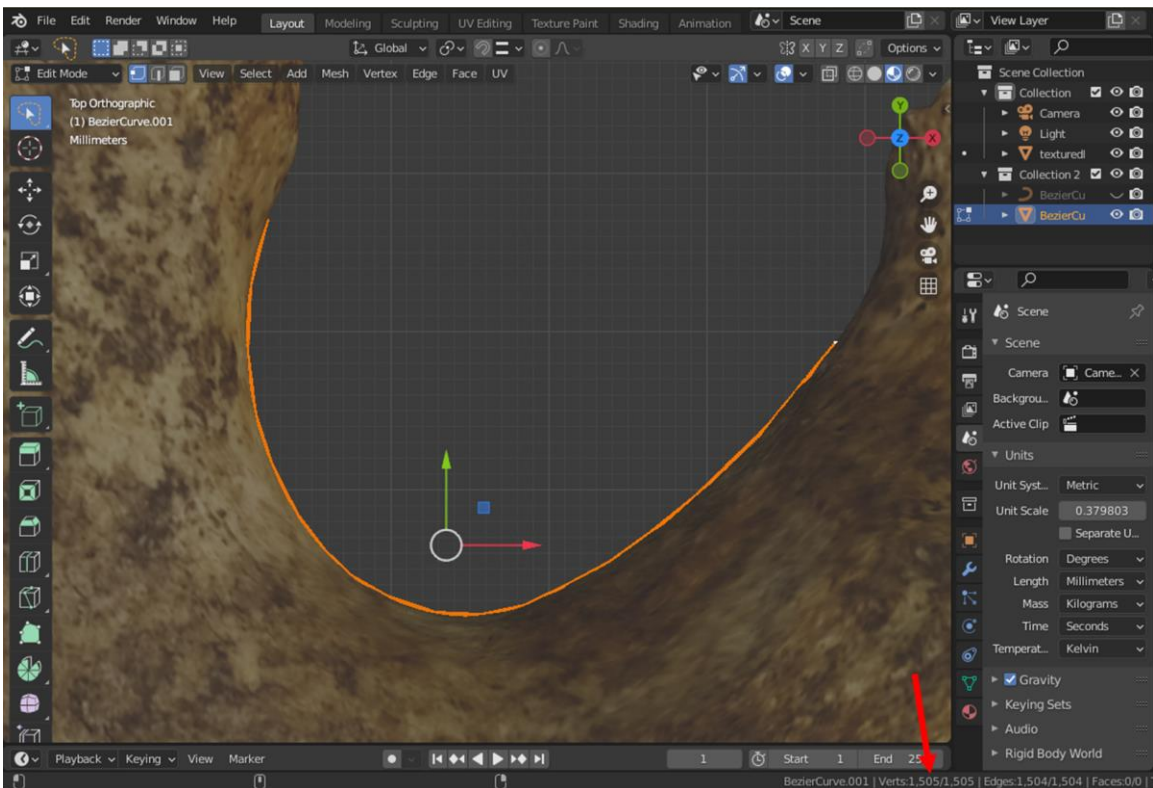 File Edit Render Window Help Layout Modeling Sculpting UV Editing Texture Paint Shading Animation Scene View Layer
Global X Y Z Options
Edit Mode View Select Add Mesh Vertex Edge Face UV
Top Orthographic
(1) BezierCurve.001
Millimeters
Y
Z X
Scene Collection
Collection
Camera
Light
texturedl
Collection 2
BezierCu
BezierCu
Scene
Scene
Camera Came...
Backgrou...
Active Clip
Units
Unit Syst... Metric
Unit Scale 0.379803
Separate U...
Rotation Degrees
Length Millimeters
Mass Kilograms
Time Seconds
Temperat... Kelvin
Gravity
Keying Sets
Audio
Rigid Body World
Playback Keying View Marker 1 Start 1 End
BezierCurve.001 | Verts:1,505/1,505 | Edges:1,504/1,504 | Faces:0/0 |